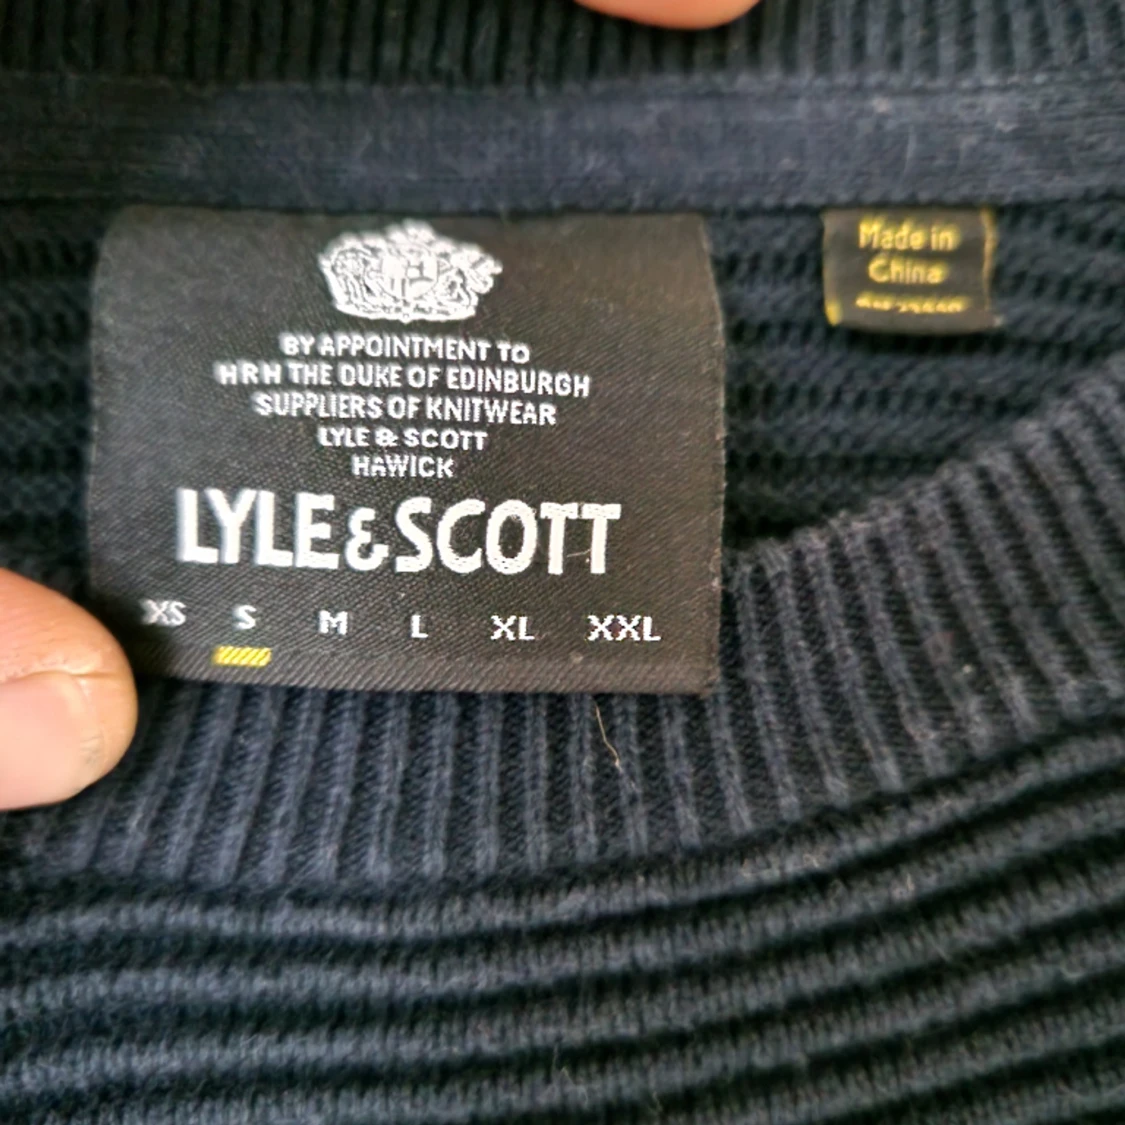 BY APPOINTMENT TO
HRH THE DUKE OF EDINBURGH
SUPPLIERS OF KNITWEAR
LYLE & SCOTT
HAWICK
LYLE & SCOTT
XS S M L XL XXL
Made in
China